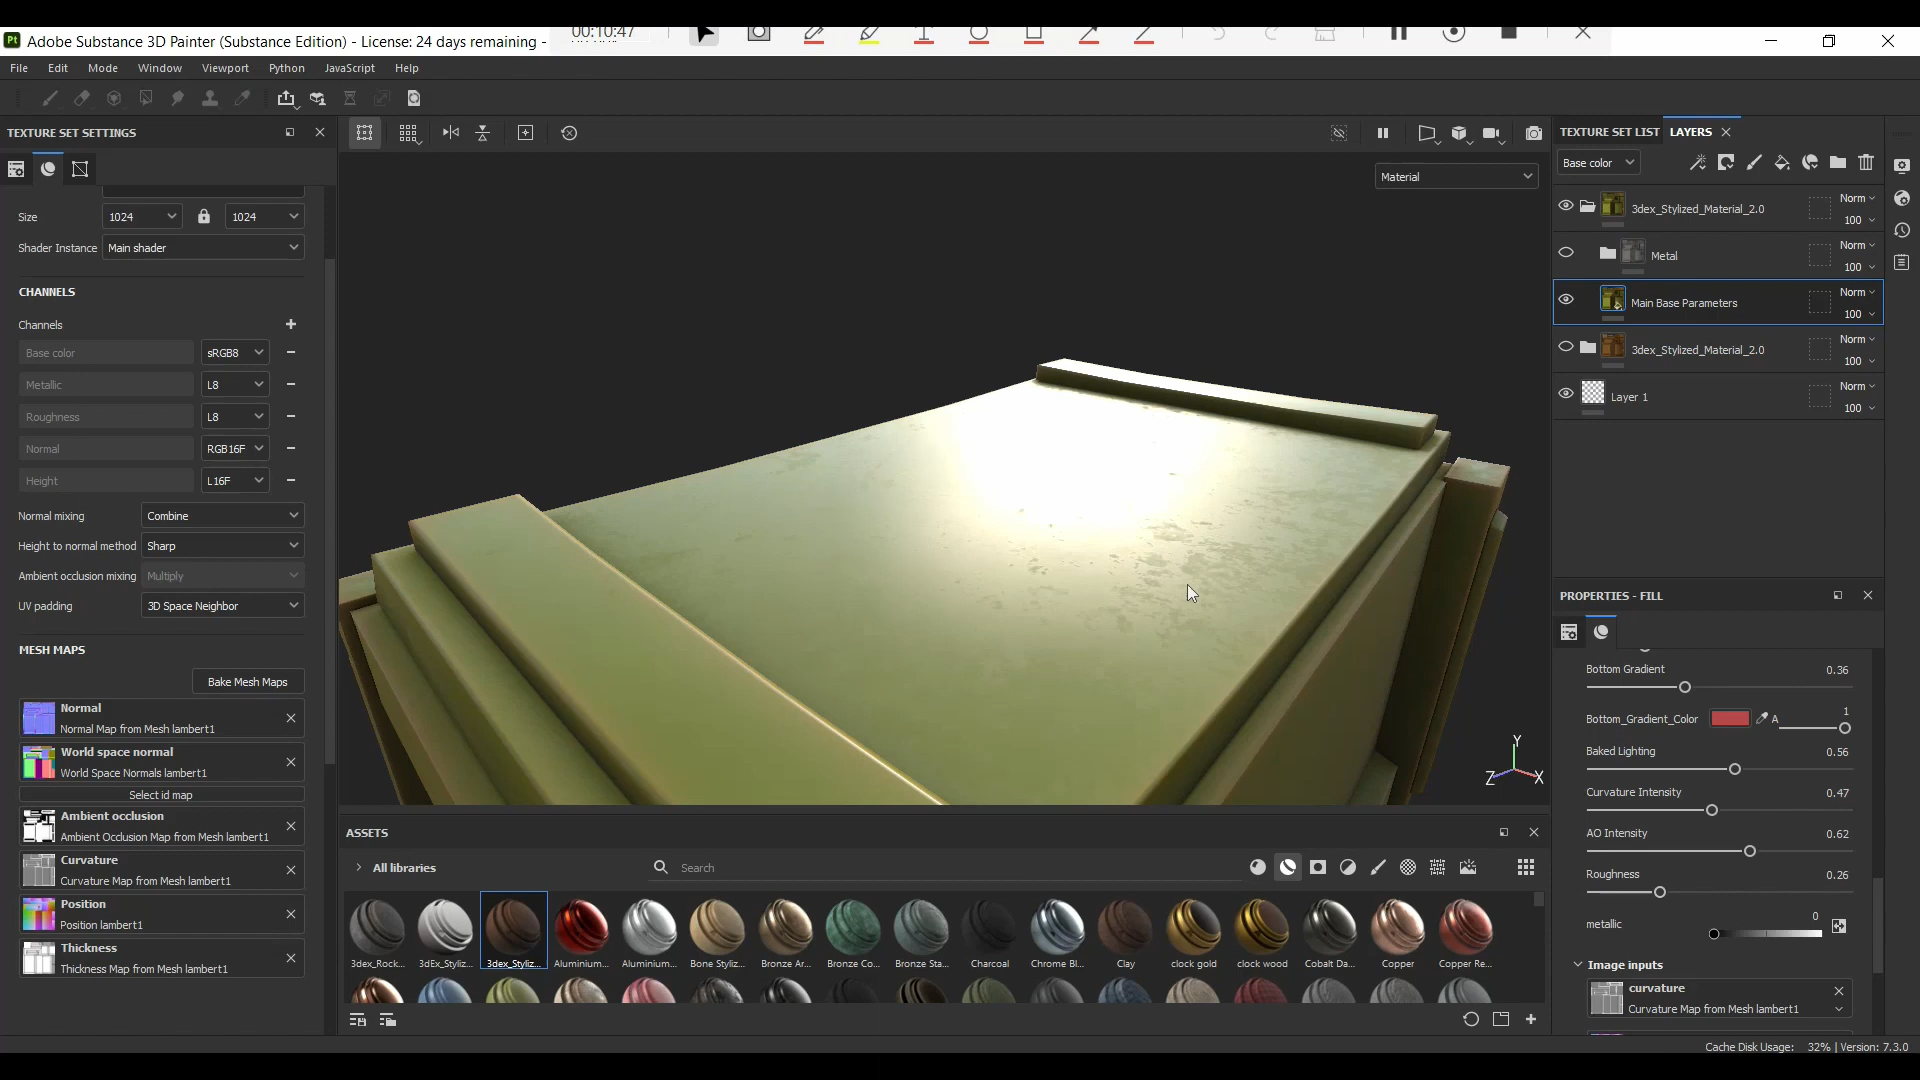 00:10:47
Pt Adobe Substance 3D Painter (Substance Edition) - License: 24 days remaining -
File Edit Mode Window Viewport Python JavaScript Help
TEXTURE SET SETTINGS
Size 1024 1024
Shader Instance Main shader
CHANNELS
Channels
Base color sRGB8
Metallic L8
Roughness L8
Normal RGB16F
Height L16F
Normal mixing Combine
Height to normal method Sharp
Ambient occlusion mixing Multiply
UV padding 3D Space Neighbor
MESH MAPS
Bake Mesh Maps
Normal
Normal Map from Mesh lambert1
World space normal
World Space Normals lambert1
Select id map
Ambient occlusion
Ambient Occlusion Map from Mesh lambert1
Curvature
Curvature Map from Mesh lambert1
Position
Position lambert1
Thickness
Thickness Map from Mesh lambert1
Material
Y
Z X
ASSETS
All libraries
Search
3dex_Rock... 3dEx_Styliz... 3dex_Styliz... Aluminium... Aluminium... Bone Styliz... Bronze Ar... Bronze Co... Bronze Sta... Charcoal Chrome Bl... Clay clock gold clock wood Cobalt Da... Copper Copper Re...
TEXTURE SET LIST LAYERS
Base color
3dex_Stylized_Material_2.0 Norm
100
Metal Norm
100
Main Base Parameters Norm
100
3dex_Stylized_Material_2.0 Norm
100
Layer 1 Norm
100
PROPERTIES - FILL
Bottom Gradient 0.36
Bottom_Gradient_Color A 1
Baked Lighting 0.56
Curvature Intensity 0.47
AO Intensity 0.62
Roughness 0.26
metallic 0
Image inputs
curvature
Curvature Map from Mesh lambert1
Cache Disk Usage: 32% | Version: 7.3.0